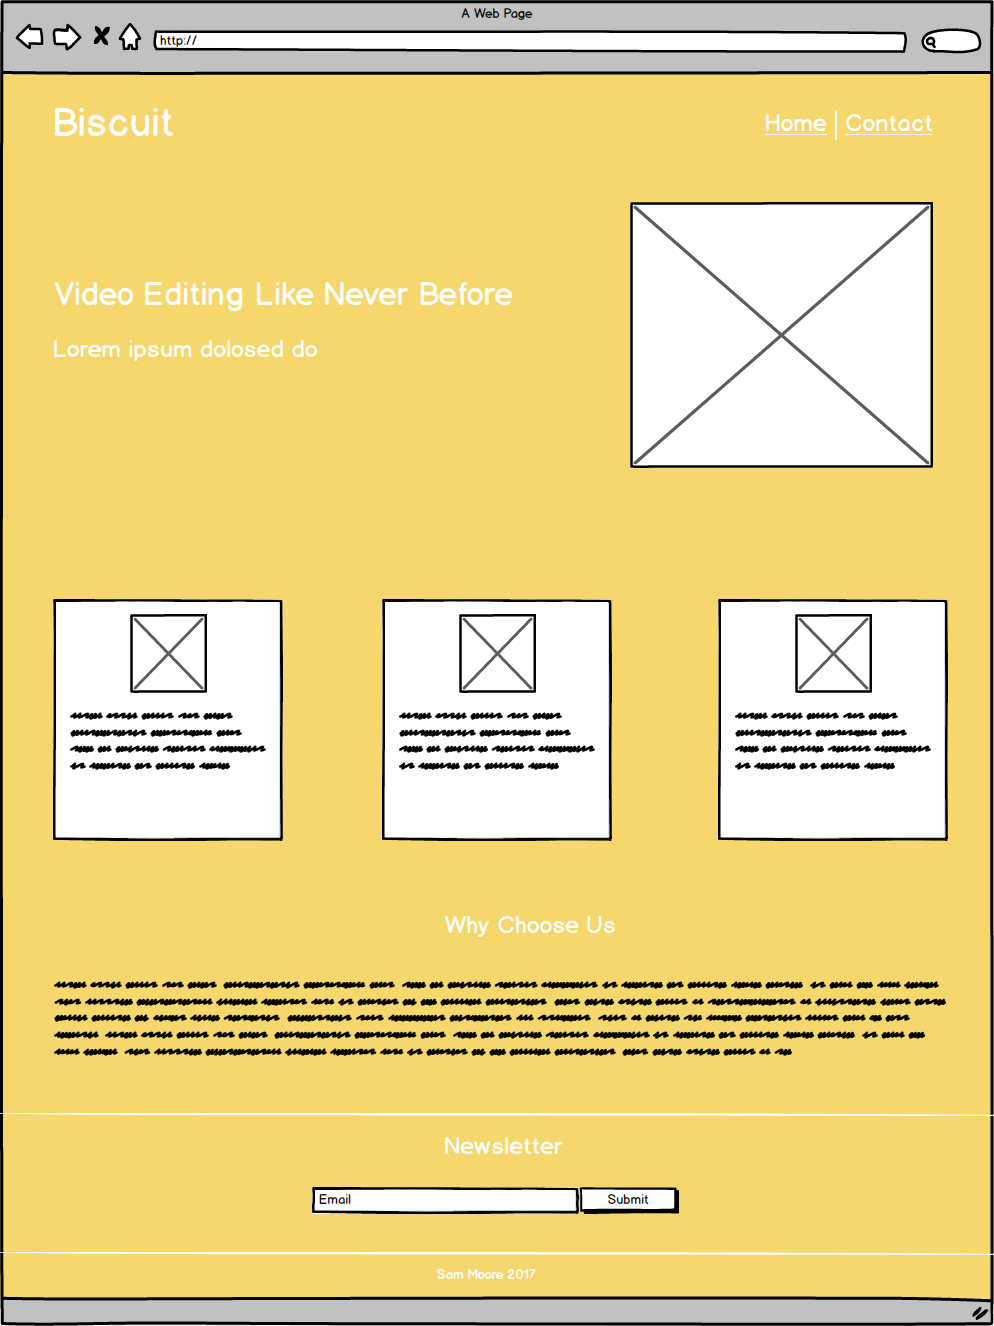 A Web Page
http://
Biscuit
Home | Contact
Video Editing Like Never Before
Lorem ipsum dolosed do
Why Choose Us
Newsletter
Email
Submit
Sam Moore 2017